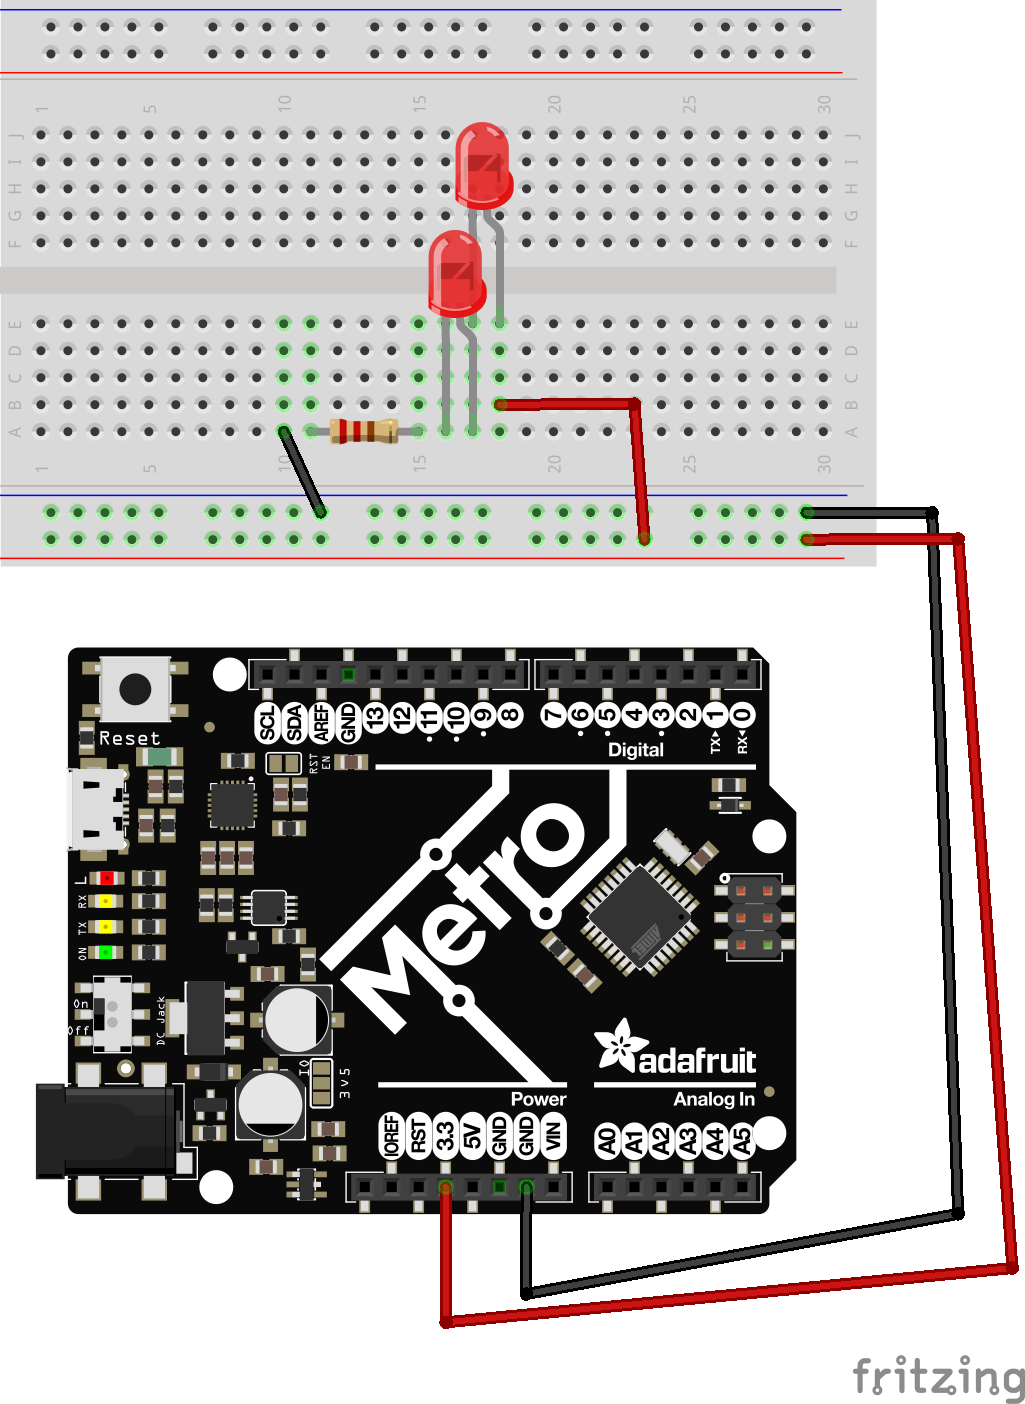 1 5 10 15 20 25 30
J J
I I
H H
G G
F F
E E
D D
C C
B B
A A
1 5 10 15 20 25 30
Reset
SCL SDA AREF GND 13 12 11 10 9 8 7 6 5 4 3 2 1 0
Digital
TX RX
RST
EN
L
RX
TX
ON
Metro
ATMEL
On
Off
DC Jack
IO
3V5
adafruit
Power
Analog In
IOREF RST 3.3 5V GND GND VIN A0 A1 A2 A3 A4 A5
fritzing